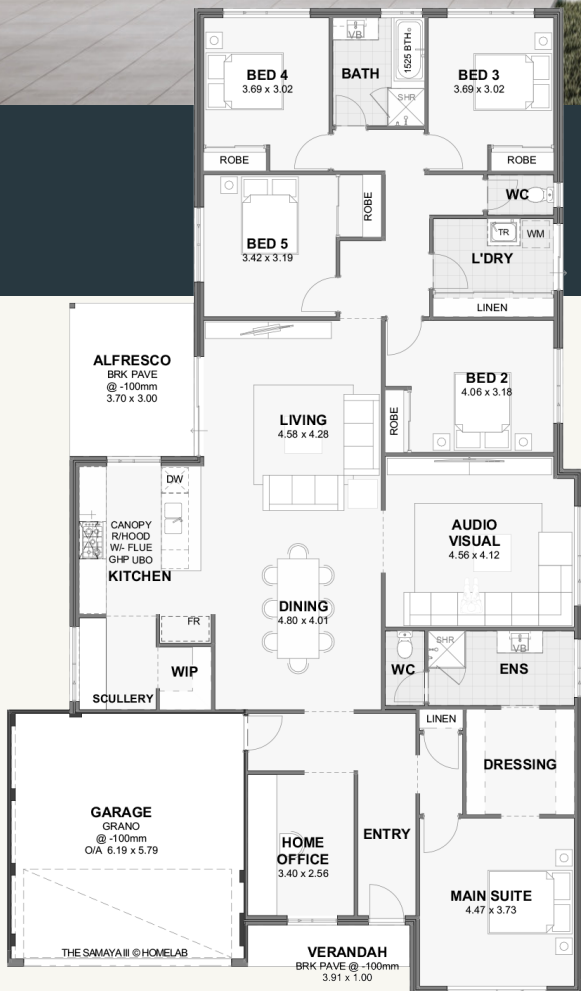 BED 4
3.69 x 3.02
VB
BATH
1525 BTH
SHR
BED 3
3.69 x 3.02
ROBE
ROBE
WC
BED 5
3.42 x 3.19
ROBE
TR
WM
L'DRY
LINEN
ALFRESCO
BRK PAVE
@ -100mm
3.70 x 3.00
LIVING
4.58 x 4.28
BED 2
4.06 x 3.18
ROBE
DW
CANOPY
R/HOOD
W/- FLUE
GHP UBO
KITCHEN
AUDIO
VISUAL
4.56 x 4.12
DINING
4.80 x 4.01
FR
WIP
SCULLERY
WC
SHR
VB
ENS
LINEN
DRESSING
GARAGE
GRANO
@ -100mm
O/A 6.19 x 5.79
HOME
OFFICE
3.40 x 2.56
ENTRY
MAIN SUITE
4.47 x 3.73
THE SAMAYA III © HOMELAB
VERANDAH
BRK PAVE @ -100mm
3.91 x 1.00